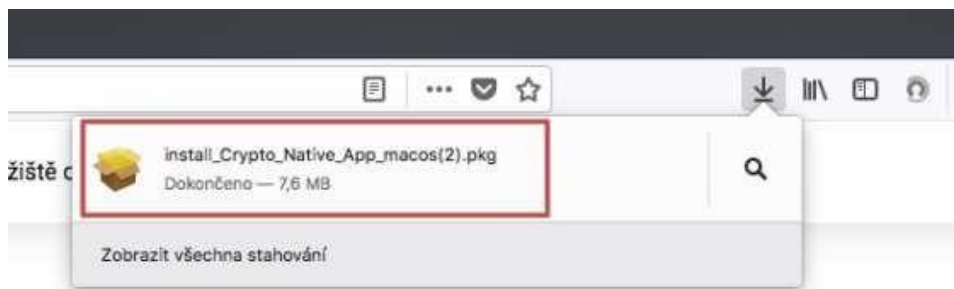 install_Crypto_Native_App_macos(2).pkg
žiště
Dokončeno — 7,6 MB
Zobrazit všechna stahování